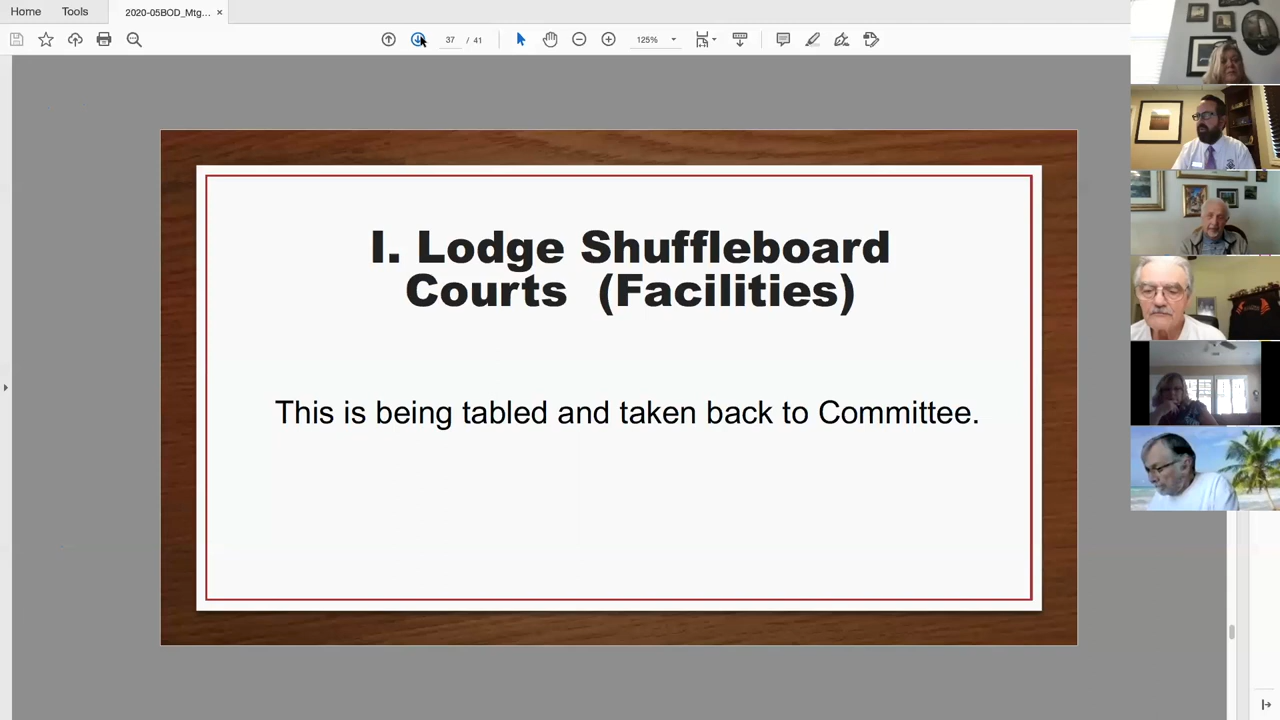 Home
Tools
2020-05BOD_Mtg... ×
37 / 41
125%
I. Lodge Shuffleboard
Courts (Facilities)
This is being tabled and taken back to Committee.